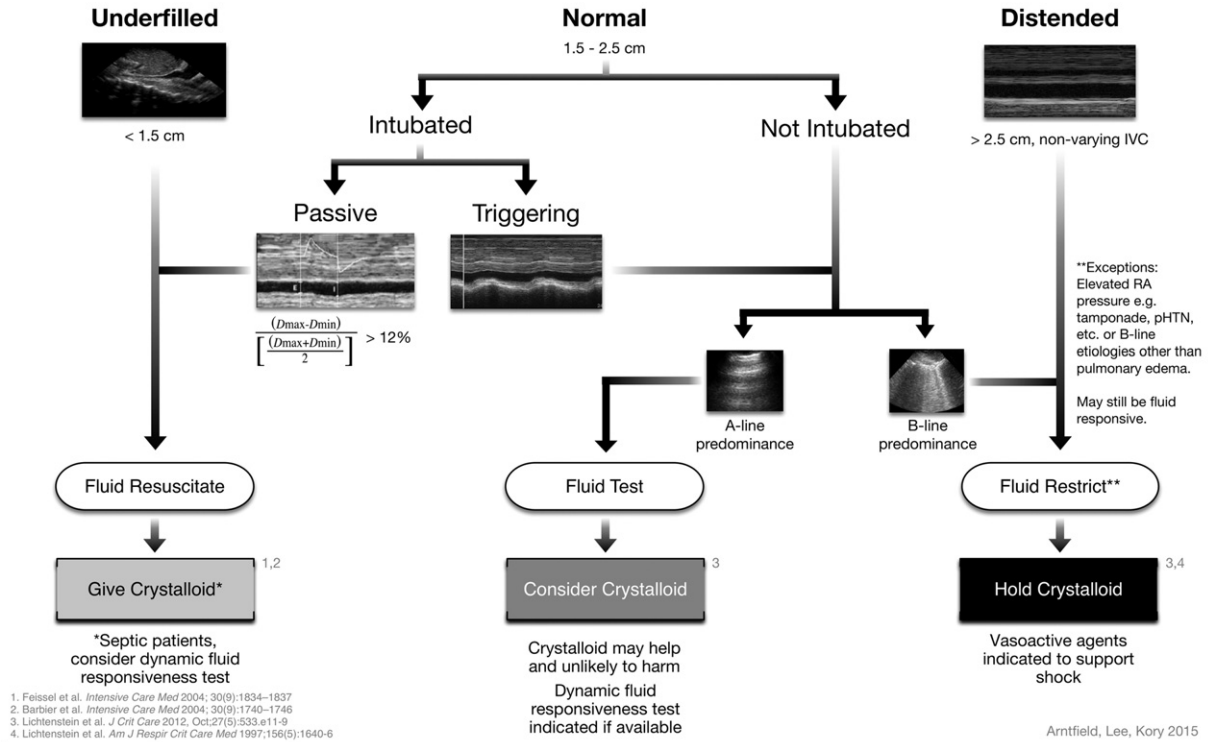 Underfilled
Normal
Distended
1.5 - 2.5 cm
< 1.5 cm
Intubated
Not Intubated
> 2.5 cm, non-varying IVC
Passive
Triggering
(Dmax-Dmin)
[ (Dmax+Dmin) / 2 ]
> 12%
**Exceptions:
Elevated RA
pressure e.g.
tamponade, pHTN,
etc. or B-line
etiologies other than
pulmonary edema.
May still be fluid
responsive.
A-line
predominance
B-line
predominance
Fluid Resuscitate
Fluid Test
Fluid Restrict**
Give Crystalloid*
1,2
Consider Crystalloid
3
Hold Crystalloid
3,4
*Septic patients,
consider dynamic fluid
responsiveness test
Crystalloid may help
and unlikely to harm
Dynamic fluid
responsiveness test
indicated if available
Vasoactive agents
indicated to support
shock
1. Feissel et al. Intensive Care Med 2004; 30(9):1834–1837
2. Barbier et al. Intensive Care Med 2004; 30(9):1740–1746
3. Lichtenstein et al. J Crit Care 2012, Oct;27(5):533.e11-9
4. Lichtenstein et al. Am J Respir Crit Care Med 1997;156(5):1640-6
Arntfield, Lee, Kory 2015